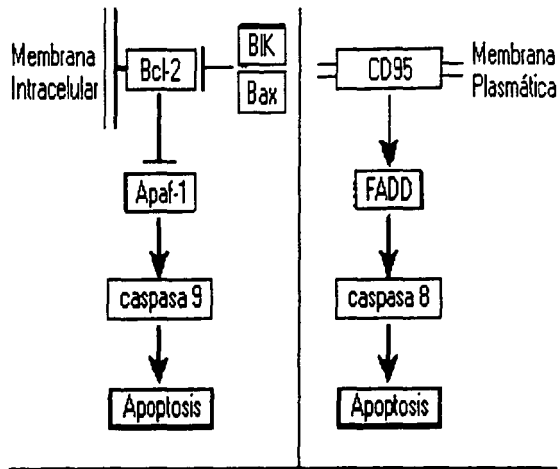 Membrana
Intracelular
Bcl-2
BIK
Bax
Apaf-1
caspasa 9
Apoptosis
CD95
Membrana
Plasmática
FADD
caspasa 8
Apoptosis